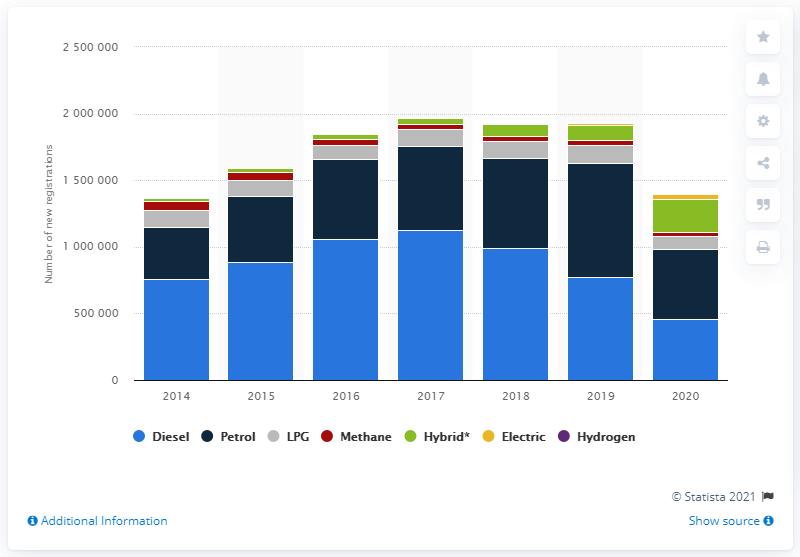 2 500 000
2 000 000
1 500 000
1 000 000
500 000
0
Number of new registrations
2014 2015 2016 2017 2018 2019 2020
Diesel Petrol LPG Methane Hybrid* Electric Hydrogen
© Statista 2021
Additional Information
Show source